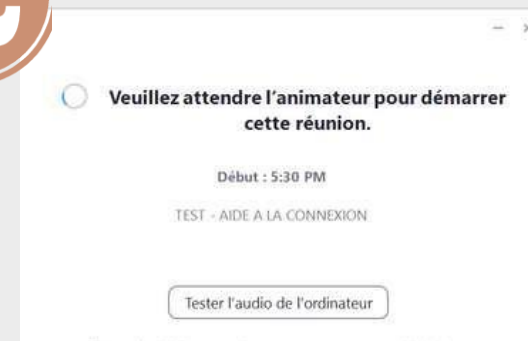 Veuillez attendre l'animateur pour démarrer
cette réunion.
Début : 5:30 PM
TEST - AIDE A LA CONNEXION
Tester l'audio de l'ordinateur